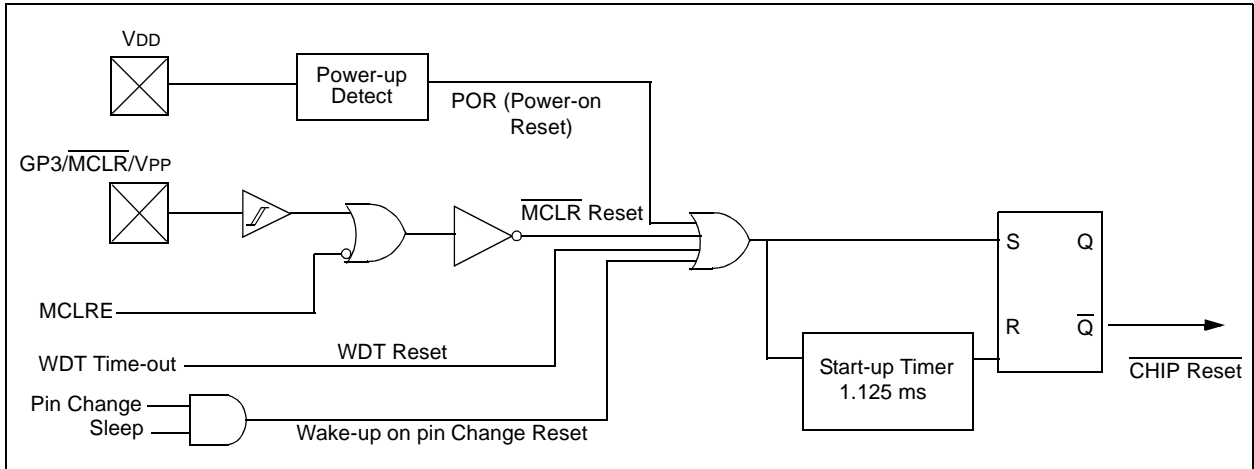 VDD
Power-up
Detect
POR (Power-on
Reset)
GP3/MCLR/VPP
MCLR Reset
S Q
MCLRE
R Q
WDT Reset
WDT Time-out
Start-up Timer
1.125 ms
CHIP Reset
Pin Change
Sleep
Wake-up on pin Change Reset